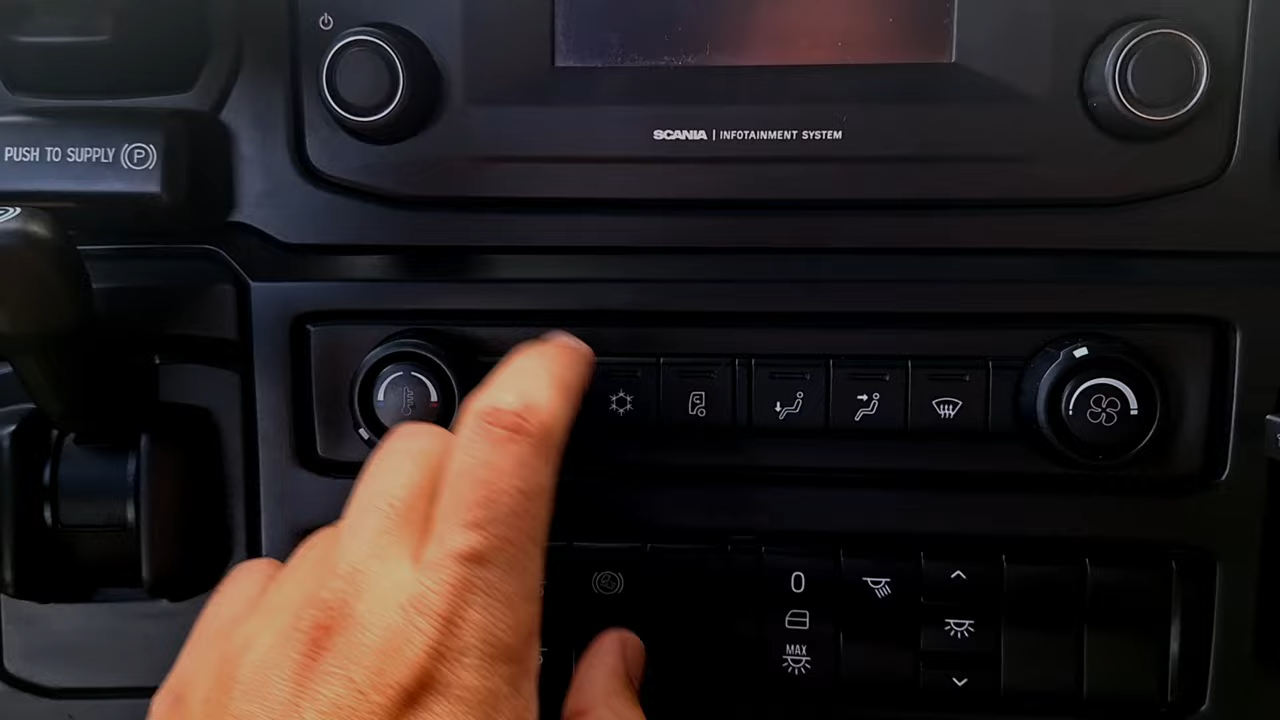 SCANIA | INFOTAINMENT SYSTEM
PUSH TO SUPPLY (P)
0
MAX